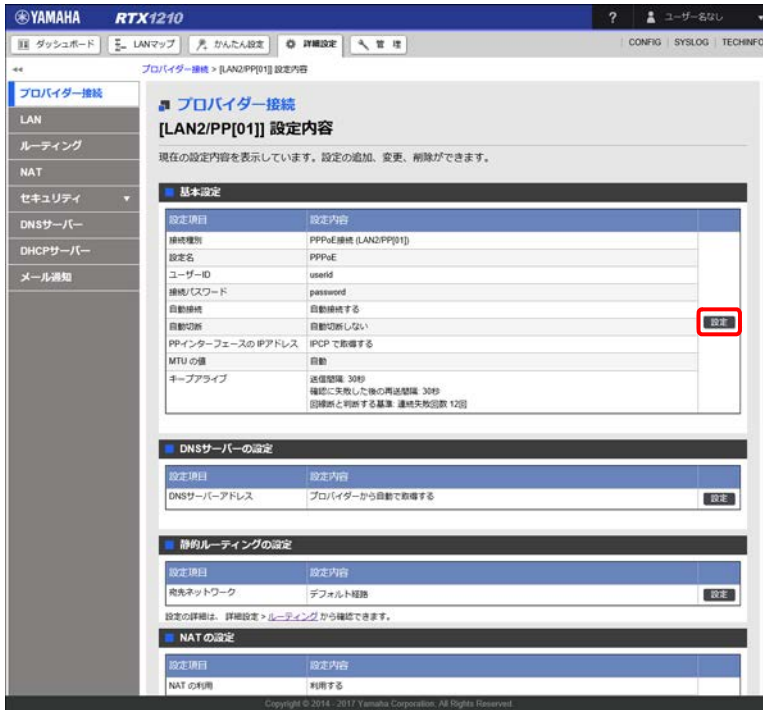 YAMAHA RTX1210 ? ユーザー名なし
ダッシュボード LANマップ かんたん設定 詳細設定 管理 CONFIG SYSLOG TECHINFO
プロバイダー接続 > [LAN2/PP[01]] 設定内容
プロバイダー接続
LAN
ルーティング
NAT
セキュリティ
DNSサーバー
DHCPサーバー
メール通知
プロバイダー接続
[LAN2/PP[01]] 設定内容
現在の設定内容を表示しています。設定の追加、変更、削除ができます。
基本設定
設定項目 設定内容
接続種別 PPPoE接続 (LAN2/PP[01])
設定名 PPPoE
ユーザーID userid
接続パスワード password
自動接続 自動接続する
自動切断 自動切断しない
設定
PPインターフェースの IPアドレス IPCP で取得する
MTU の値 自動
キープアライブ 送信間隔: 30秒
確認に失敗した後の再送間隔: 30秒
回線断と判断する基準: 連続失敗回数 12回
DNSサーバーの設定
設定項目 設定内容
DNSサーバーアドレス プロバイダーから自動で取得する 設定
静的ルーティングの設定
設定項目 設定内容
宛先ネットワーク デフォルト経路 設定
設定の詳細は、 詳細設定 > ルーティング から確認できます。
NAT の設定
設定項目 設定内容
NAT の利用 利用する
Copyright © 2014 - 2017 Yamaha Corporation. All Rights Reserved.